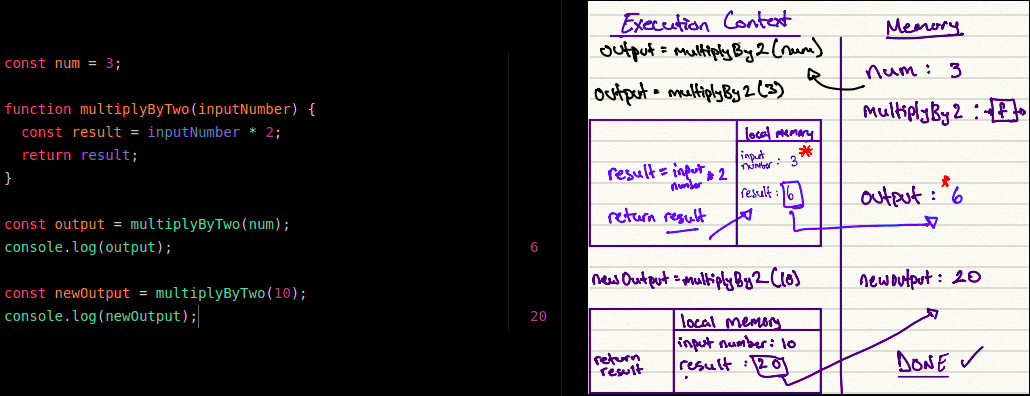 const num = 3;
function multiplyByTwo(inputNumber) {
const result = inputNumber * 2;
return result;
}
const output = multiplyByTwo(num);
console.log(output);
6
const newOutput = multiplyByTwo(10);
console.log(newOutput);
20
Execution Context
output = multiplyBy2(num)
output = multiplyBy2(3)
local memory
input
number : 3 *
result = input * 2
number
result : 6
return result
newOutput = multiplyBy2(10)
local memory
input number : 10
return
result
result : 20
Memory
num : 3
multiplyBy2 : f
output : * 6
newoutput : 20
DONE ✓